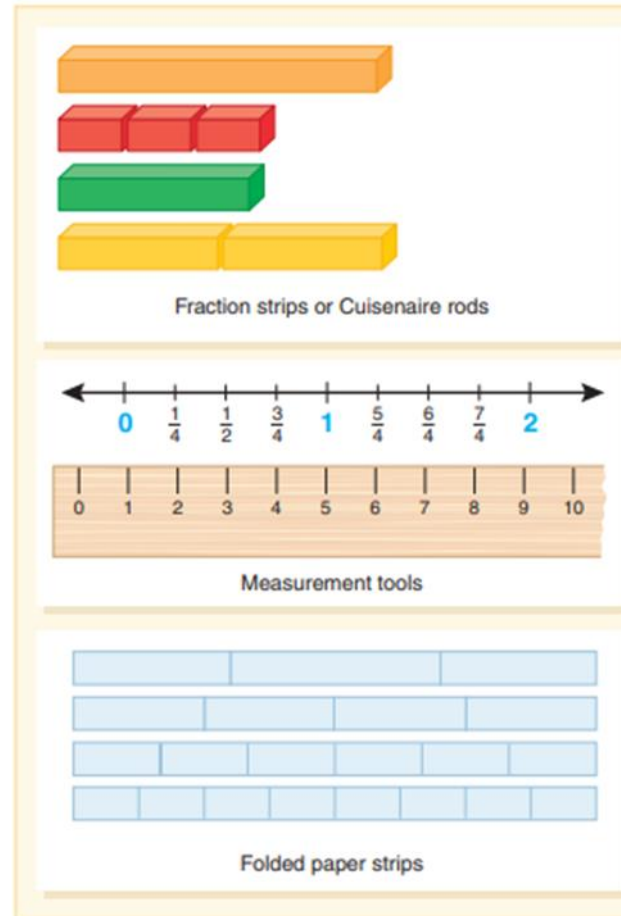 Fraction strips or Cuisenaire rods
0 1/4 1/2 3/4 1 5/4 6/4 7/4 2
0 1 2 3 4 5 6 7 8 9 10
Measurement tools
Folded paper strips